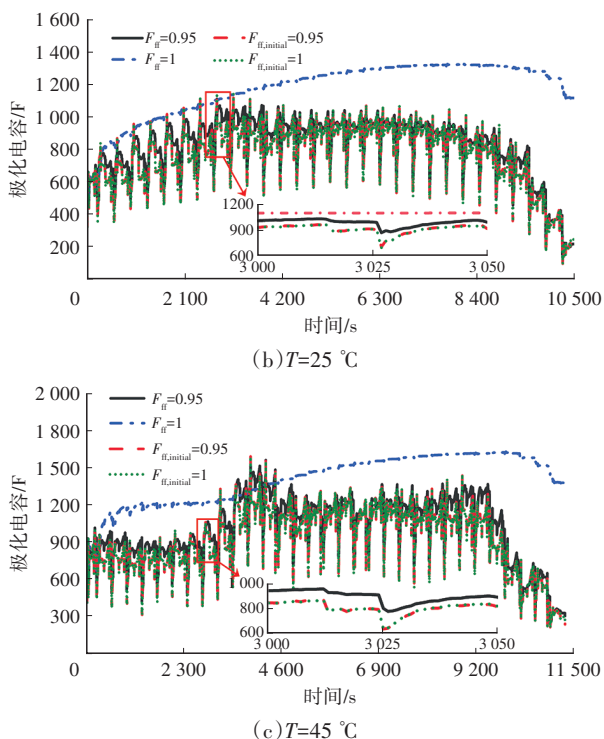 1 600
F_ff=0.95
F_ff,initial=0.95
F_ff=1
F_ff,initial=1
1 400
1 200
1 000
800
600
400
200
极化电容/F
1200
900
600
3 000
3 025
3 050
0
2 100
4 200
6 300
8 400
10 500
时间/s
(b)T=25 ℃
2 000
F_ff=0.95
F_ff=1
F_ff,initial=0.95
F_ff,initial=1
1 500
1200
900
600
300
极化电容/F
1 000
800
600
3 000
3 025
3 050
0
2 300
4 600
6 900
9 200
11 500
时间/s
(c)T=45 ℃